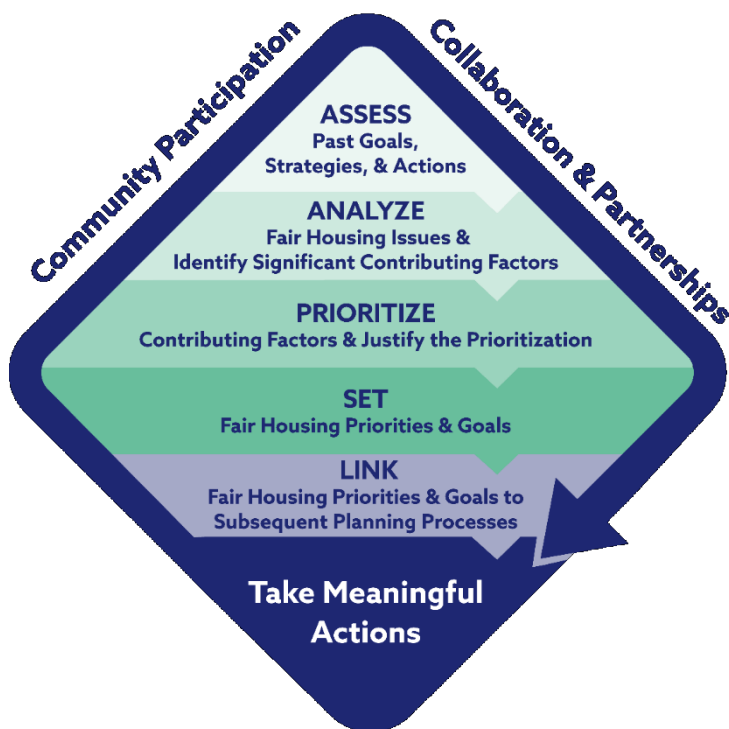 Community Participation
Collaboration & Partnerships
ASSESS
Past Goals,
Strategies, & Actions
ANALYZE
Fair Housing Issues &
Identify Significant Contributing Factors
PRIORITIZE
Contributing Factors & Justify the Prioritization
SET
Fair Housing Priorities & Goals
LINK
Fair Housing Priorities & Goals to
Subsequent Planning Processes
Take Meaningful
Actions